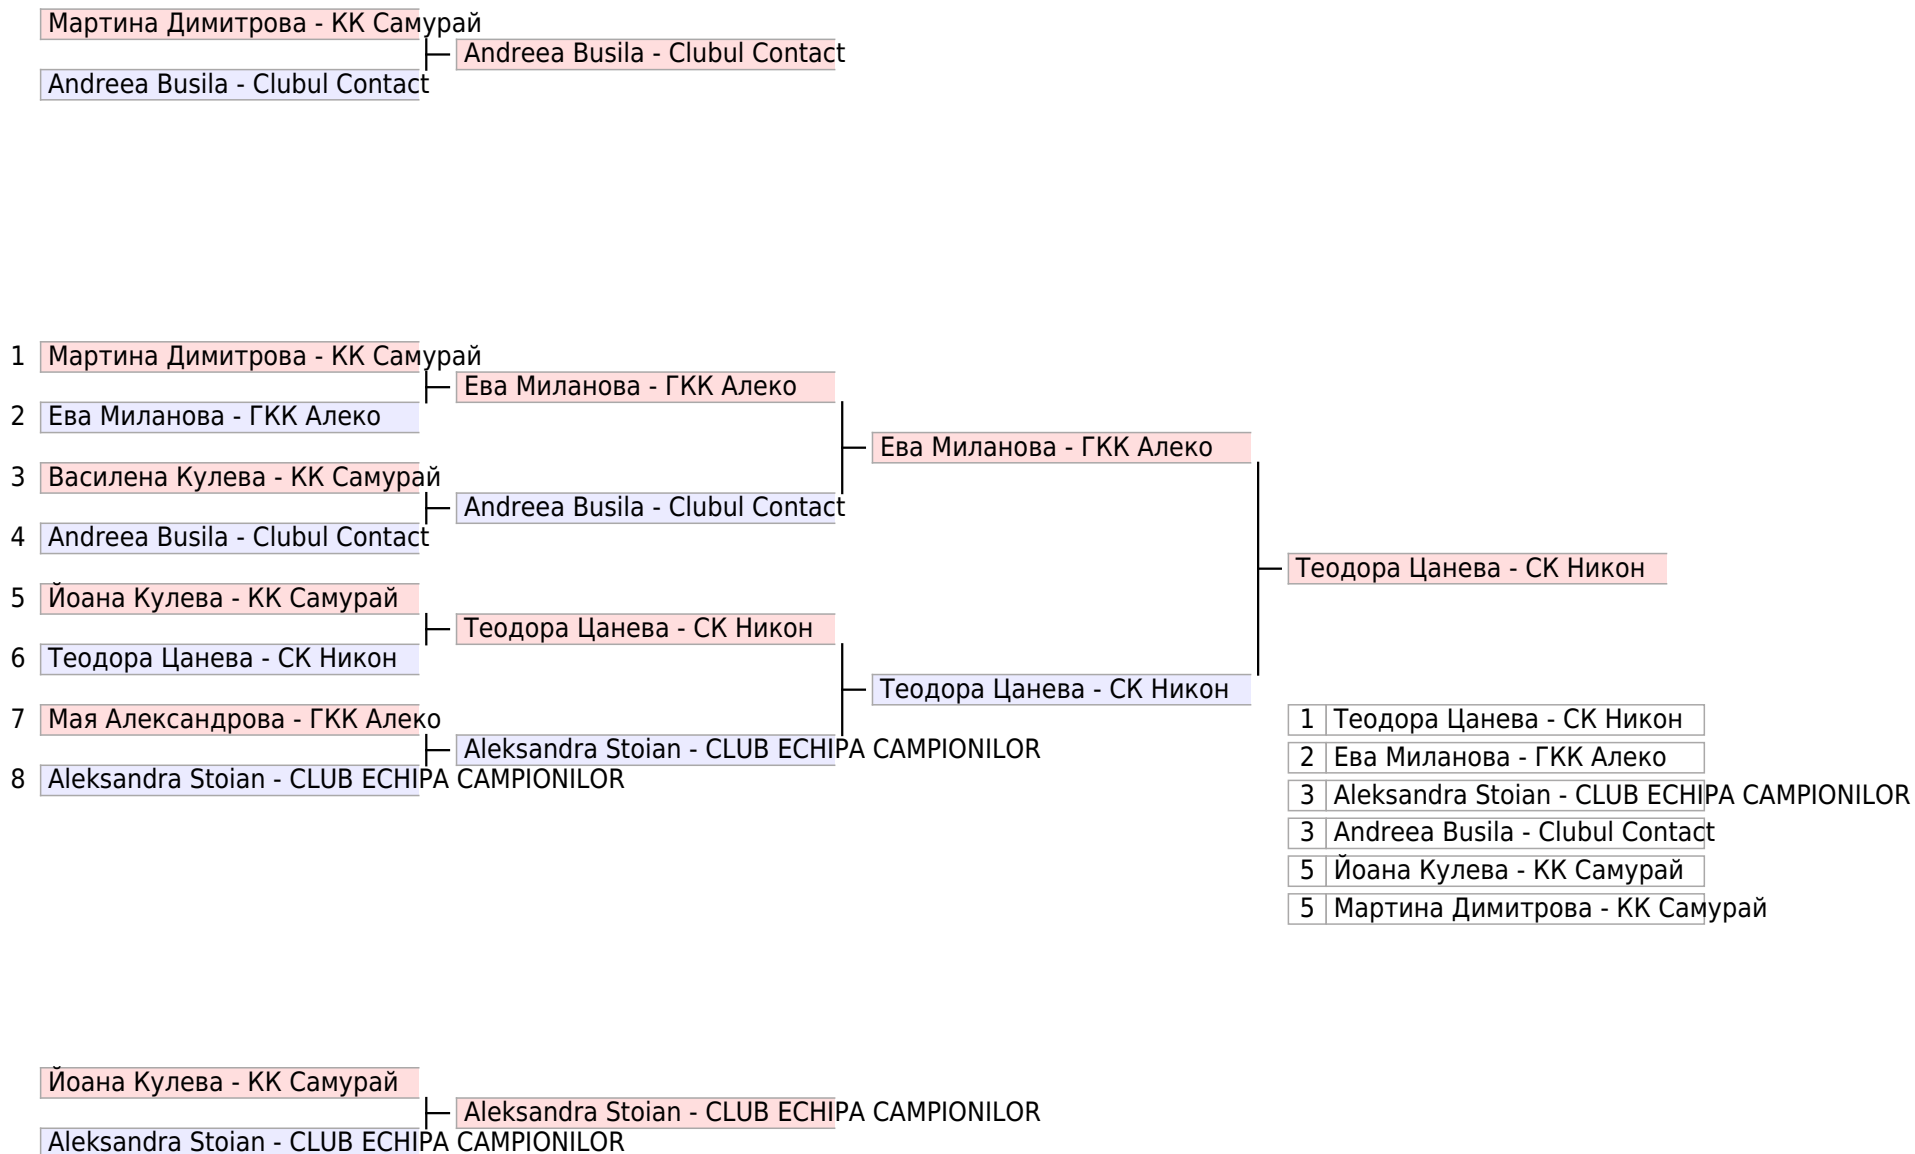 Мартина Димитрова - КК Самурай
Andreea Busila - Clubul Contact
Andreea Busila - Clubul Contact
1 Мартина Димитрова - КК Самурай
Ева Миланова - ГКК Алеко
2 Ева Миланова - ГКК Алеко
Ева Миланова - ГКК Алеко
3 Василена Кулева - КК Самурай
Andreea Busila - Clubul Contact
4 Andreea Busila - Clubul Contact
Теодора Цанева - СК Никон
5 Йоана Кулева - КК Самурай
Теодора Цанева - СК Никон
6 Теодора Цанева - СК Никон
Теодора Цанева - СК Никон
7 Мая Александрова - ГКК Алеко
Aleksandra Stoian - CLUB ECHIPA CAMPIONILOR
8 Aleksandra Stoian - CLUB ECHIPA CAMPIONILOR
1 Теодора Цанева - СК Никон
2 Ева Миланова - ГКК Алеко
3 Aleksandra Stoian - CLUB ECHIPA CAMPIONILOR
3 Andreea Busila - Clubul Contact
5 Йоана Кулева - КК Самурай
5 Мартина Димитрова - КК Самурай
Йоана Кулева - КК Самурай
Aleksandra Stoian - CLUB ECHIPA CAMPIONILOR
Aleksandra Stoian - CLUB ECHIPA CAMPIONILOR